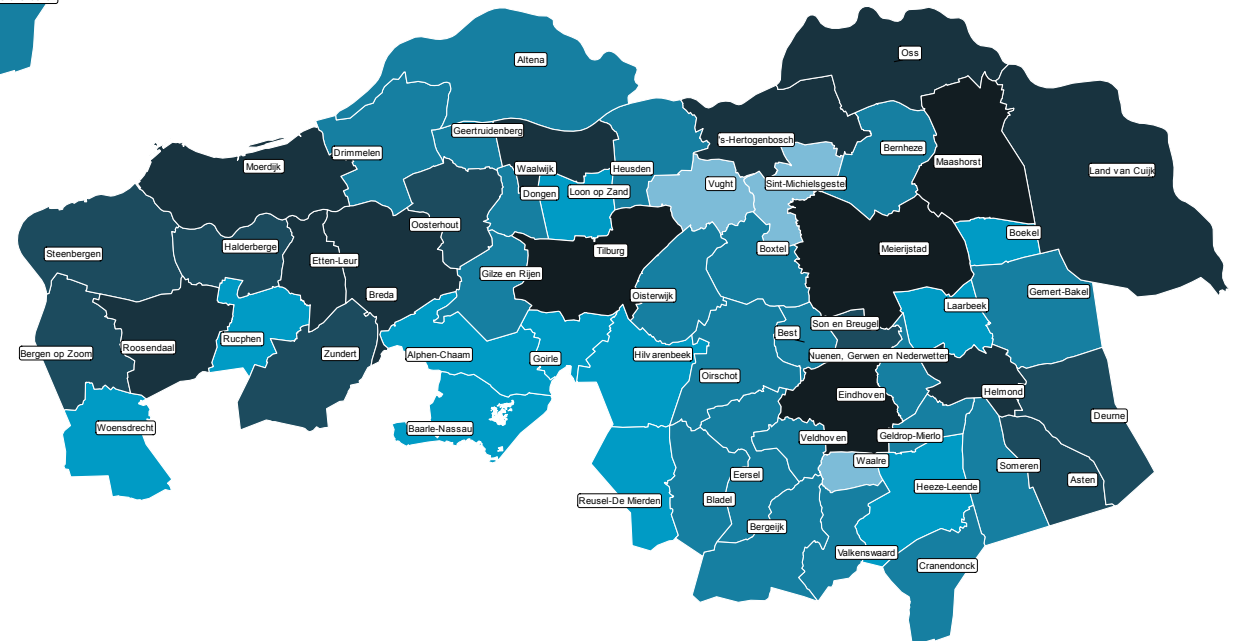 Oss
Altena
Geertruidenberg
's-Hertogenbosch
Bernheze
Drimmelen
Maashorst
Moerdijk
Waalwijk
Heusden
Land van Cuijk
Vught
Sint-Michielsgestel
Dongen
Loon op Zand
Oosterhout
Boekel
Halderberge
Meierijstad
Boxtel
Tilburg
Steenbergen
Etten-Leur
Gilze en Rijen
Gemert-Bakel
Breda
Oisterwijk
Laarbeek
Son en Breugel
Best
Rucphen
Roosendaal
Bergen op Zoom
Zundert
Alphen-Chaam
Goirle
Hilvarenbeek
Nuenen, Gerwen en Nederwetten
Oirschot
Helmond
Eindhoven
Deurne
Woensdrecht
Baarle-Nassau
Veldhoven
Geldrop-Mierlo
Waalre
Someren
Eersel
Asten
Heeze-Leende
Reusel-De Mierden
Bladel
Bergeijk
Valkenswaard
Cranendonck